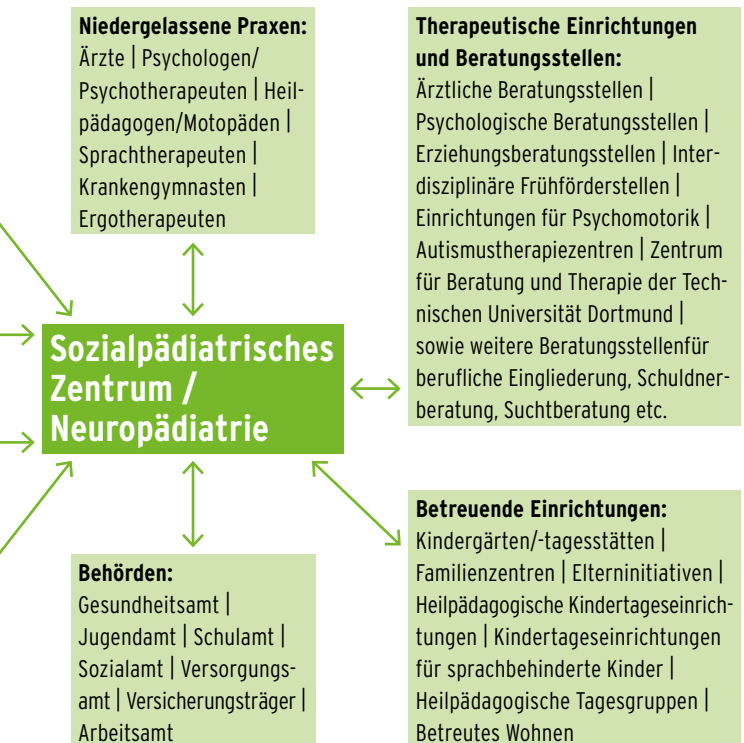 Niedergelassene Praxen:
Ärzte | Psychologen/
Psychotherapeuten | Heil-
pädagogen/Motopäden |
Sprachtherapeuten |
Krankengymnasten |
Ergotherapeuten
Therapeutische Einrichtungen
und Beratungsstellen:
Ärztliche Beratungsstellen |
Psychologische Beratungsstellen |
Erziehungsberatungsstellen | Inter-
disziplinäre Frühförderstellen |
Einrichtungen für Psychomotorik |
Autismustherapiezentren | Zentrum
für Beratung und Therapie der Tech-
nischen Universität Dortmund |
sowie weitere Beratungsstellenfür
berufliche Eingliederung, Schuldner-
beratung, Suchtberatung etc.
Sozialpädiatrisches
Zentrum /
Neuropädiatrie
Behörden:
Gesundheitsamt |
Jugendamt | Schulamt |
Sozialamt | Versorgungs-
amt | Versicherungsträger |
Arbeitsamt
Betreuende Einrichtungen:
Kindergärten/-tagesstätten |
Familienzentren | Elterninitiativen |
Heilpädagogische Kindertageseinrich-
tungen | Kindertageseinrichtungen
für sprachbehinderte Kinder |
Heilpädagogische Tagesgruppen |
Betreutes Wohnen